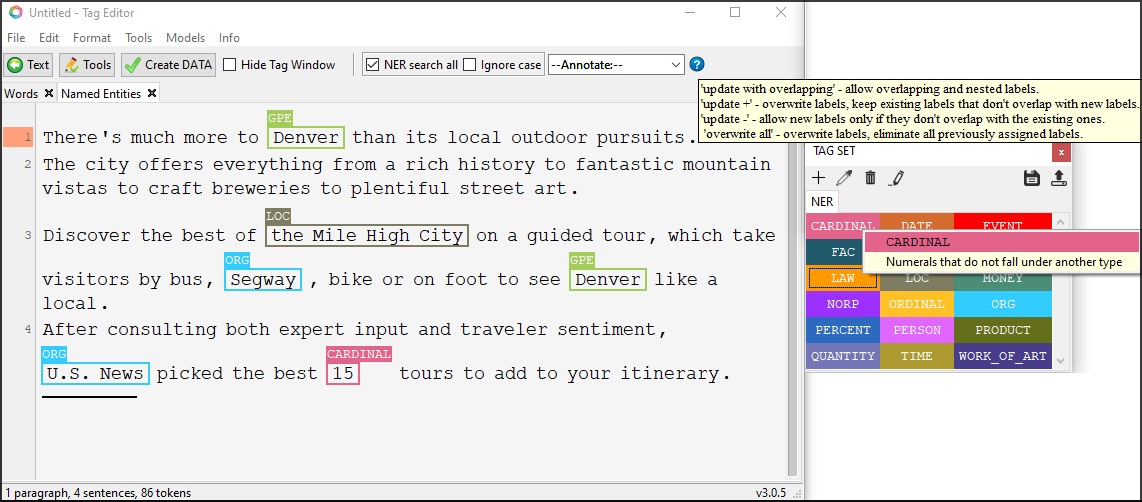 Untitled - Tag Editor
File Edit Format Tools Models Info
Text Tools Create DATA Hide Tag Window NER search all Ignore case --Annotate:-- ?
Words Named Entities
'update with overlapping' - allow overlapping and nested labels.
'update +' - overwrite labels, keep existing labels that don't overlap with new labels.
'update -' - allow new labels only if they don't overlap with the existing ones.
'overwrite all' - overwrite labels, eliminate all previously assigned labels.
GPE
1 There's much more to Denver than its local outdoor pursuits.
2 The city offers everything from a rich history to fantastic mountain
vistas to craft breweries to plentiful street art.
LOC
3 Discover the best of the Mile High City on a guided tour, which take
ORG GPE
visitors by bus, Segway , bike or on foot to see Denver like a
local.
4 After consulting both expert input and traveler sentiment,
ORG CARDINAL
U.S. News picked the best 15 tours to add to your itinerary.
1 paragraph, 4 sentences, 86 tokens v3.0.5
TAG SET x
NER
CARDINAL DATE EVENT
FAC
CARDINAL
Numerals that do not fall under another type
LAW LOC MONEY
NORP ORDINAL ORG
PERCENT PERSON PRODUCT
QUANTITY TIME WORK_OF_ART